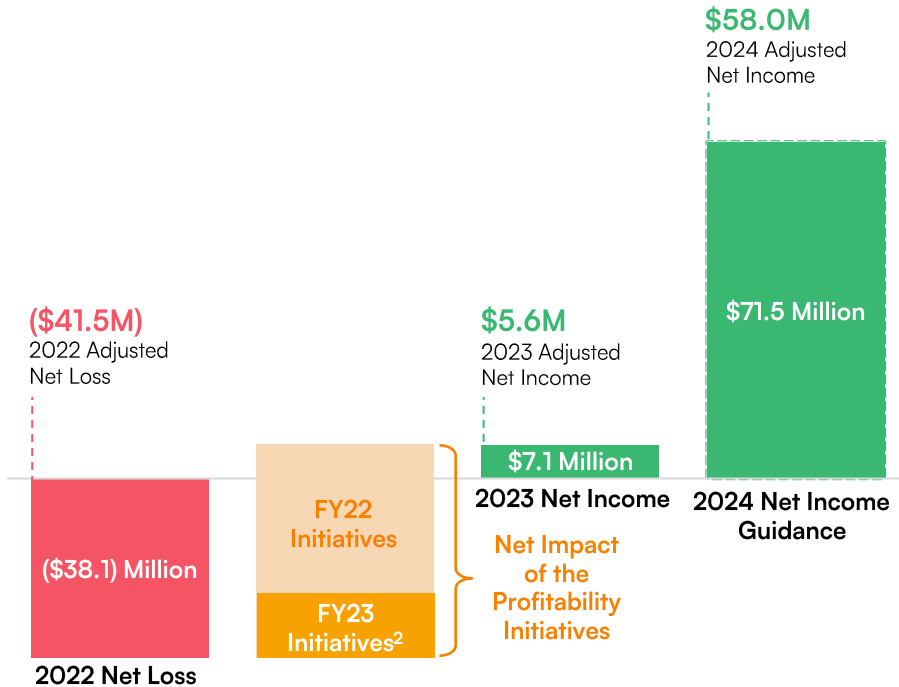 ($41.5M)
2022 Adjusted
Net Loss
($38.1) Million
2022 Net Loss
FY22
Initiatives
FY23
Initiatives²
Net Impact
of the
Profitability
Initiatives
$5.6M
2023 Adjusted
Net Income
$7.1 Million
2023 Net Income
$58.0M
2024 Adjusted
Net Income
$71.5 Million
2024 Net Income
Guidance